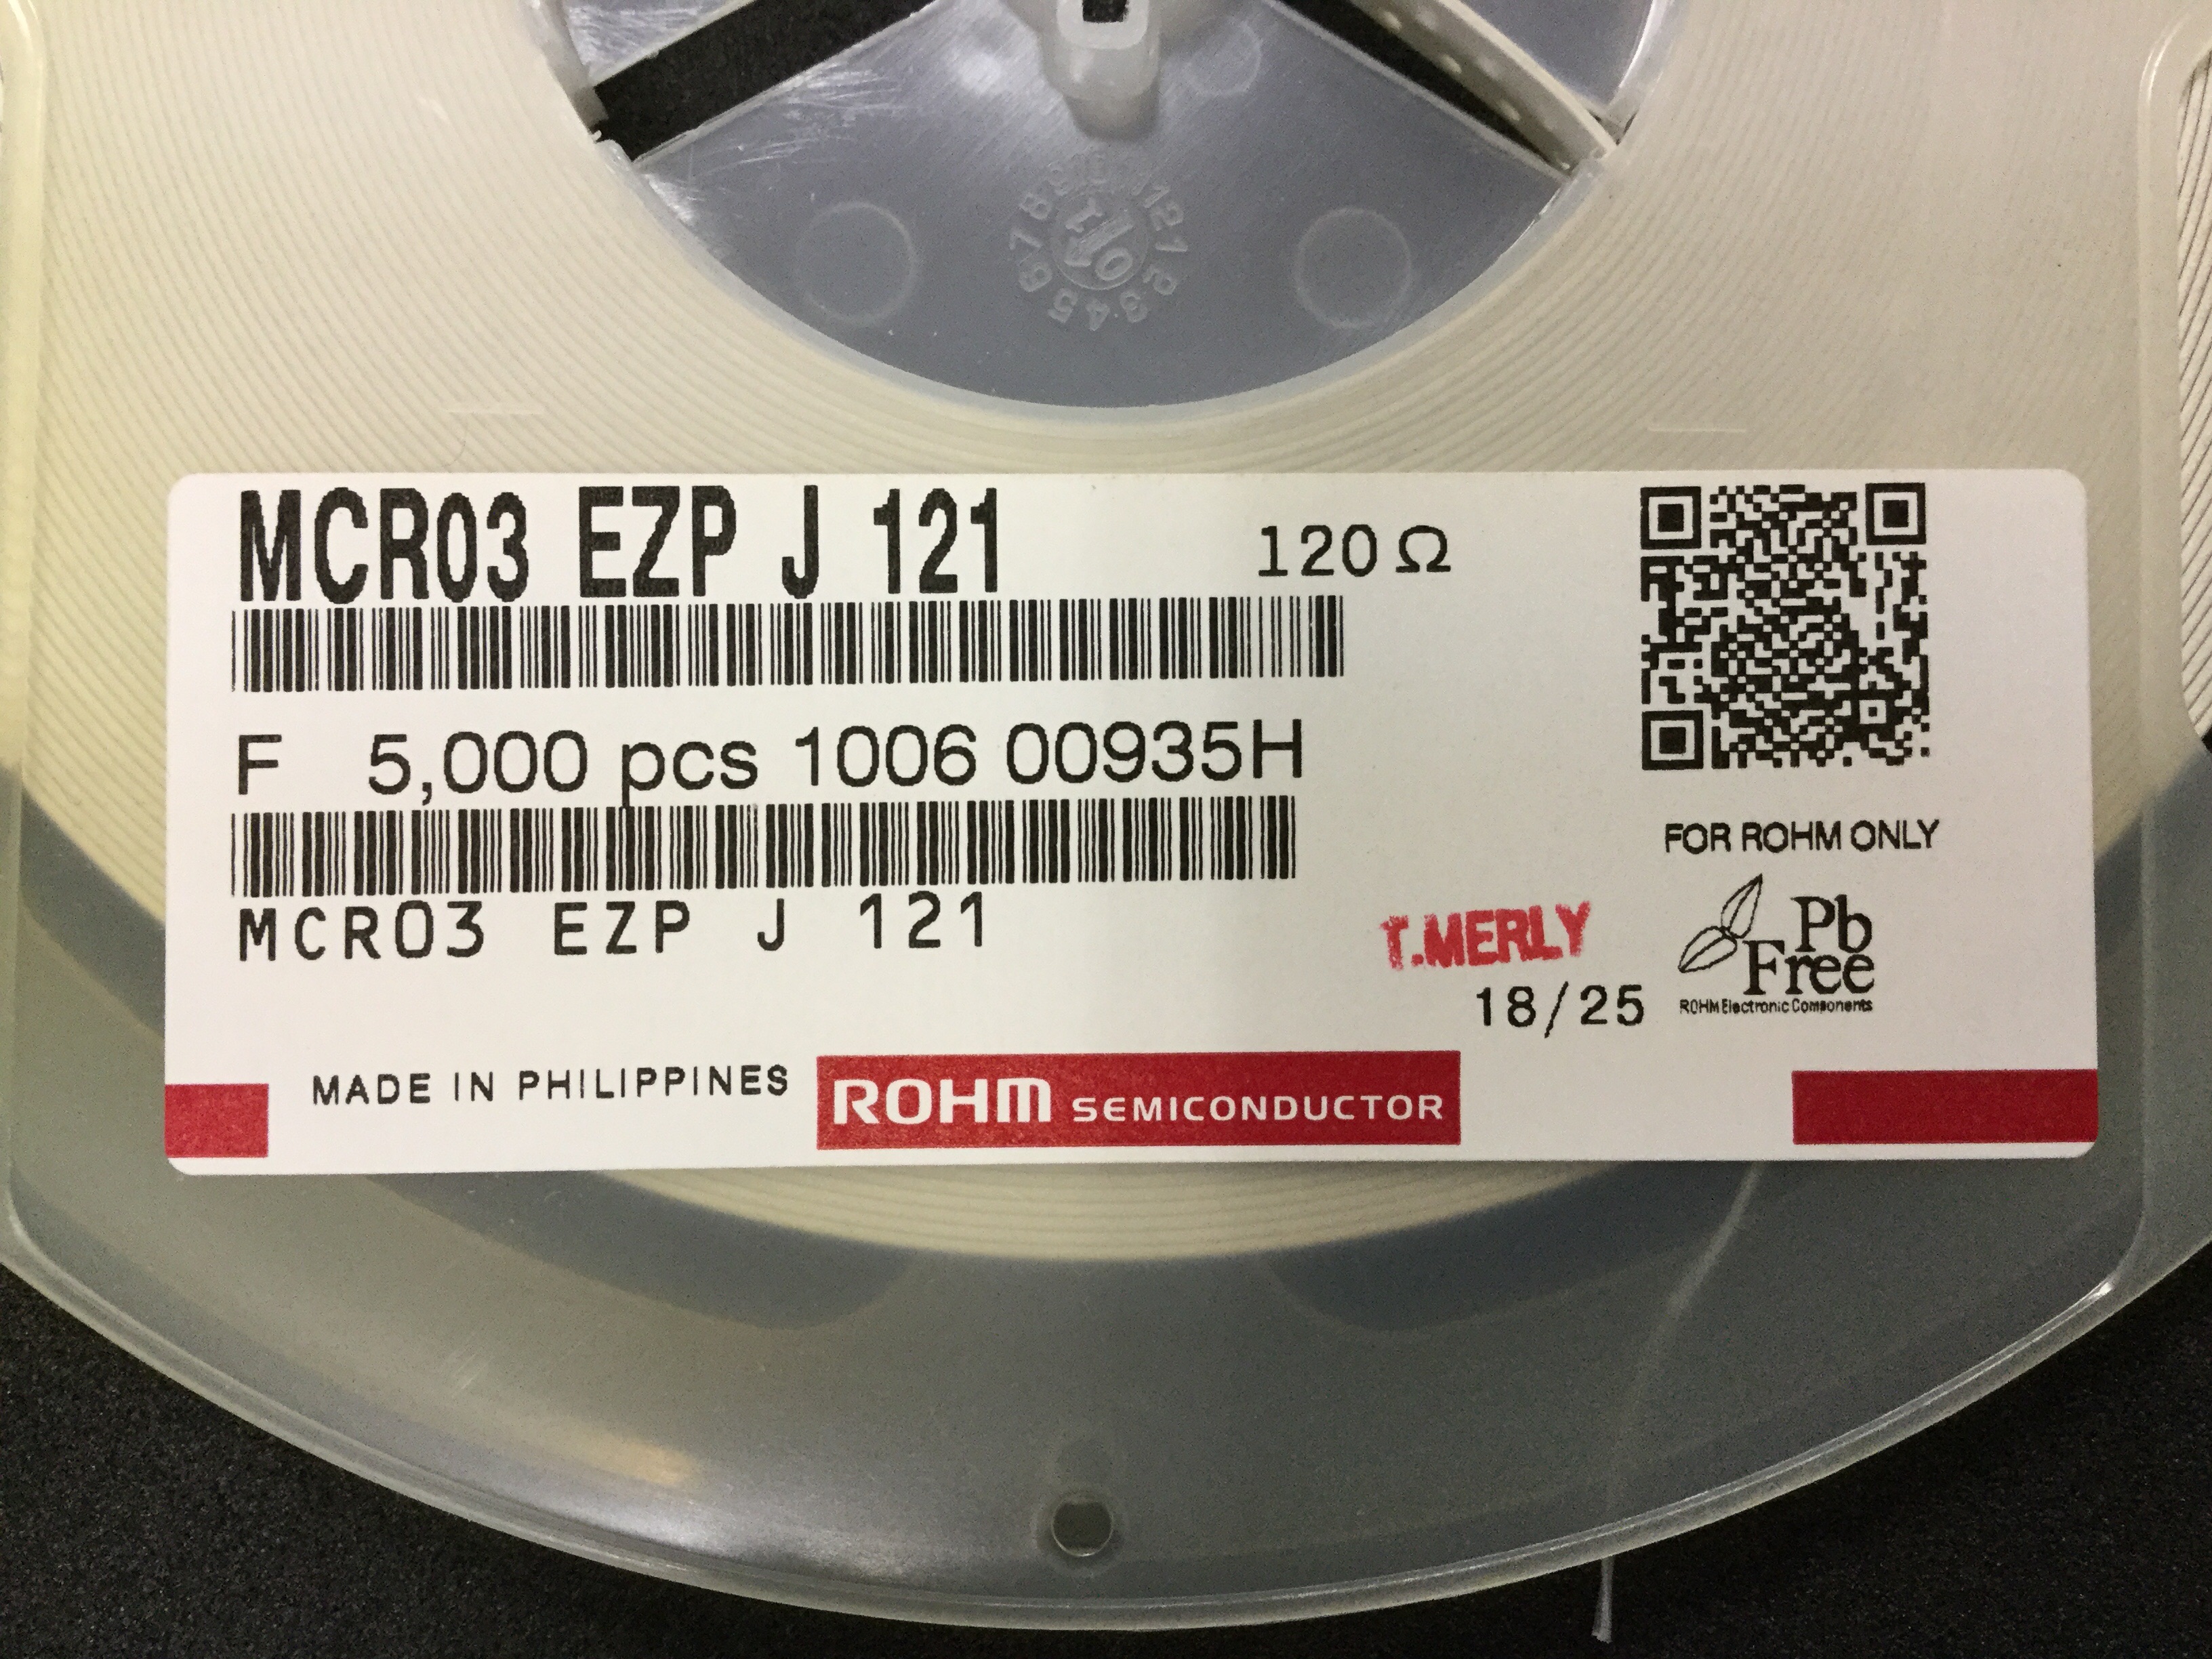 MCR03 EZP J 121
120Ω
F 5,000 pcs 1006 00935H
FOR ROHM ONLY
MCR03 EZP J 121
T.MERLY
18/25
Pb
Free
ROHM Electronic Components
MADE IN PHILIPPINES
ROHM SEMICONDUCTOR